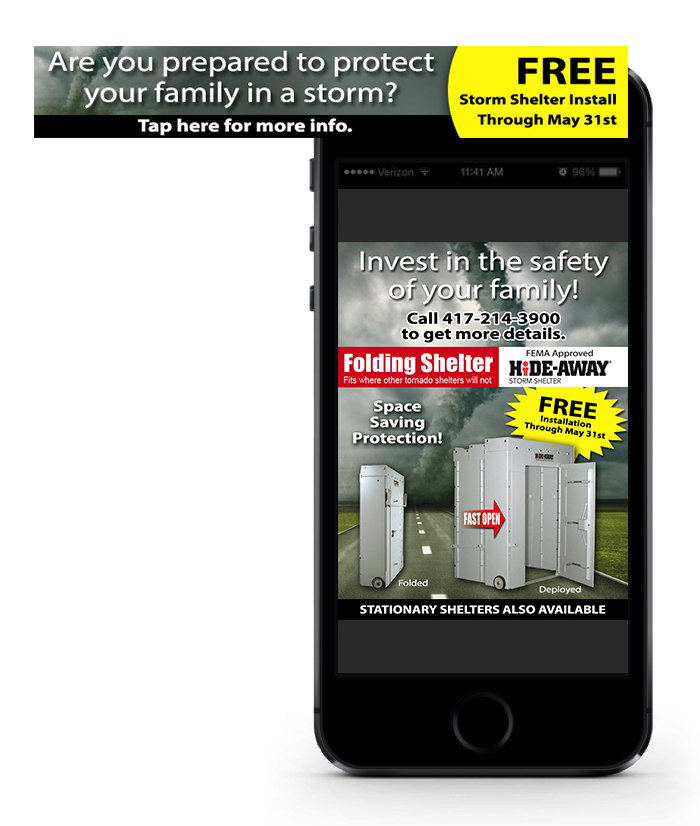 Are you prepared to protect
your family in a storm?
Tap here for more info.
FREE
Storm Shelter Install
Through May 31st
Verizon
11:41 AM
96%
Invest in the safety
of your family!
Call 417-214-3900
to get more details.
Folding Shelter
Fits where other tornado shelters will not
FEMA Approved
HiDE-AWAY
STORM SHELTER
FREE
Installation
Through May 31st
Space
Saving
Protection!
HiDE-AWAY
FAST OPEN
Folded
Deployed
STATIONARY SHELTERS ALSO AVAILABLE